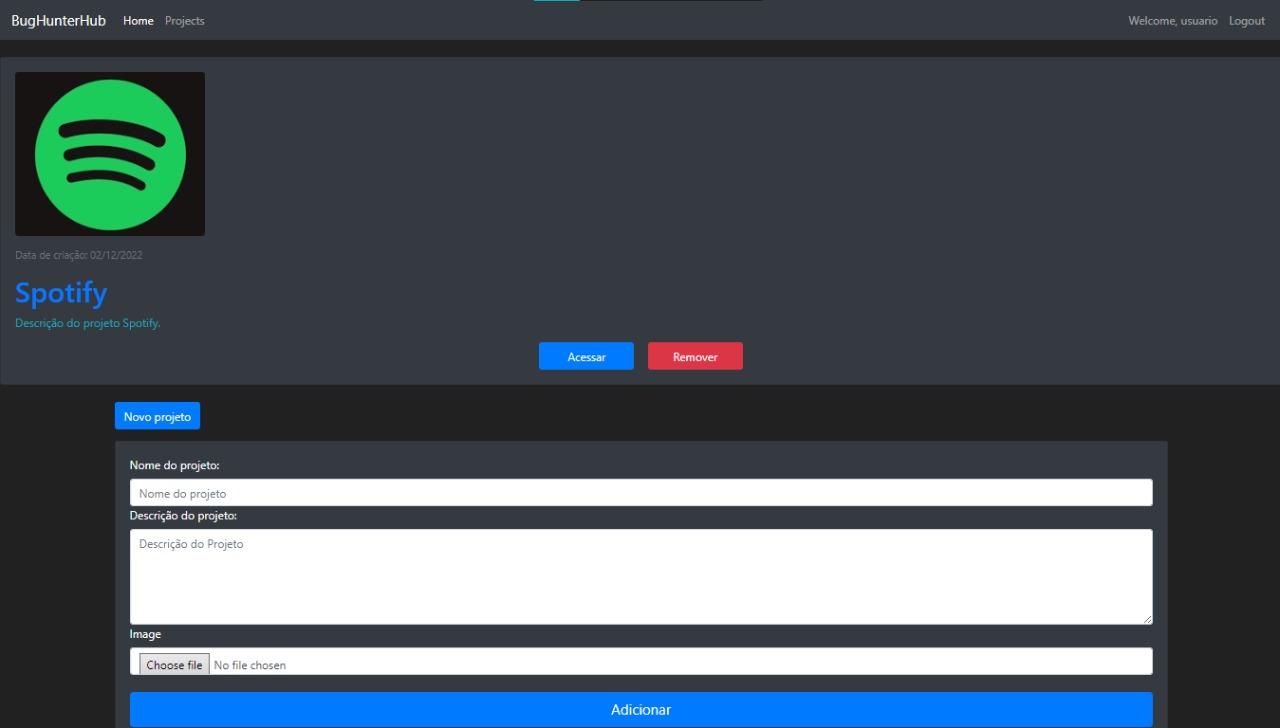 BugHunterHub Home Projects Welcome, usuario Logout
Data de criação: 02/12/2022
Spotify
Descrição do projeto Spotify.
Acessar Remover
Novo projeto
Nome do projeto:
Nome do projeto
Descrição do projeto:
Descrição do Projeto
Image
Choose file No file chosen
Adicionar